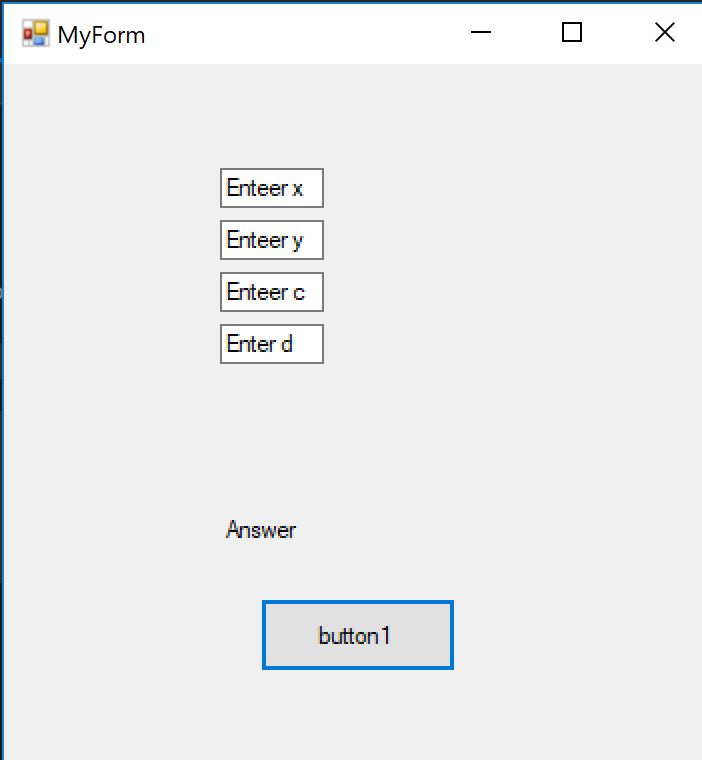 MyForm
Enteer x
Enteer y
Enteer c
Enter d
Answer
button1